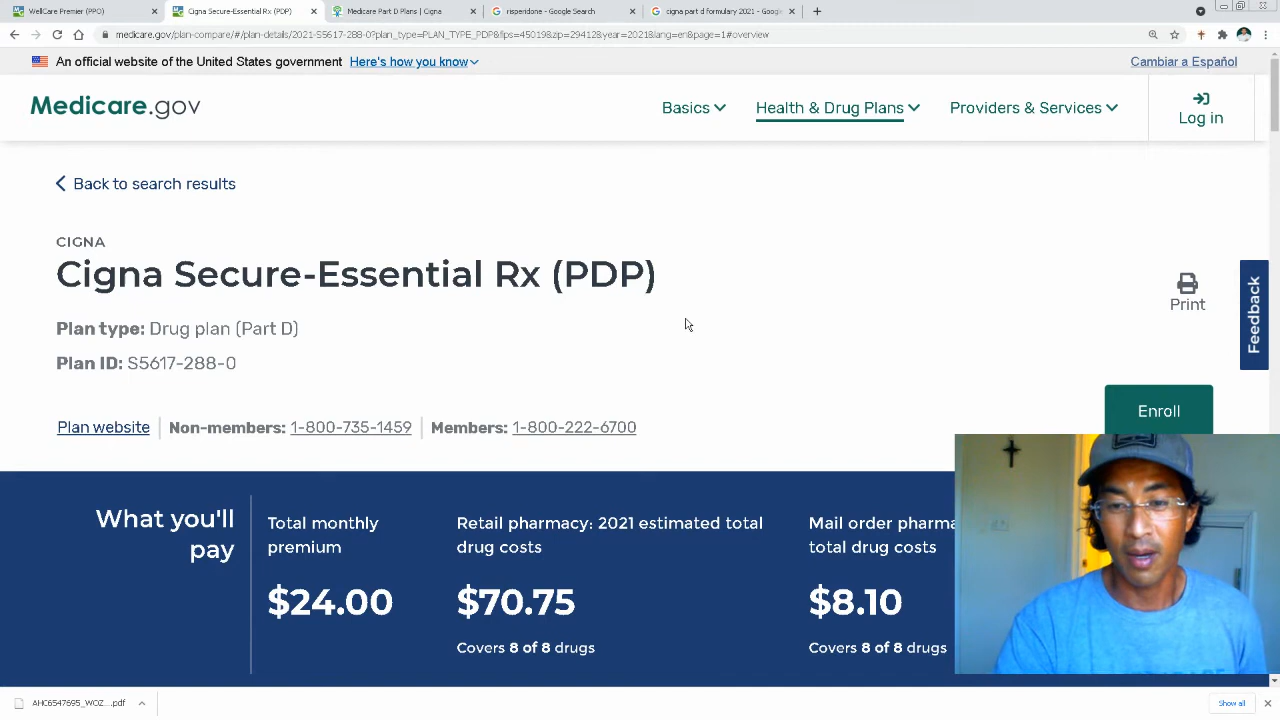 WellCare Premier (PPO)
Cigna Secure-Essential Rx (PDP)
Medicare Part D Plans | Cigna
risperidone - Google Search
cigna part d formulary 2021 - Goog
medicare.gov/plan-compare/#/plan-details/2021-S5617-288-0?plan_type=PLAN_TYPE_PDP&fips=45019&zip=29412&year=2021&lang=en&page=1#overview
An official website of the United States government Here's how you know
Cambiar a Español
Medicare.gov
Basics
Health & Drug Plans
Providers & Services
Log in
Back to search results
CIGNA
Cigna Secure-Essential Rx (PDP)
Print
Feedback
Plan type: Drug plan (Part D)
Plan ID: S5617-288-0
Enroll
Plan website
Non-members: 1-800-735-1459
Members: 1-800-222-6700
What you'll
pay
Total monthly
premium
$24.00
Retail pharmacy: 2021 estimated total
drug costs
$70.75
Covers 8 of 8 drugs
Mail order pharma
total drug costs
$8.10
Covers 8 of 8 drugs
AHC6547695_WOZ....pdf
Show all